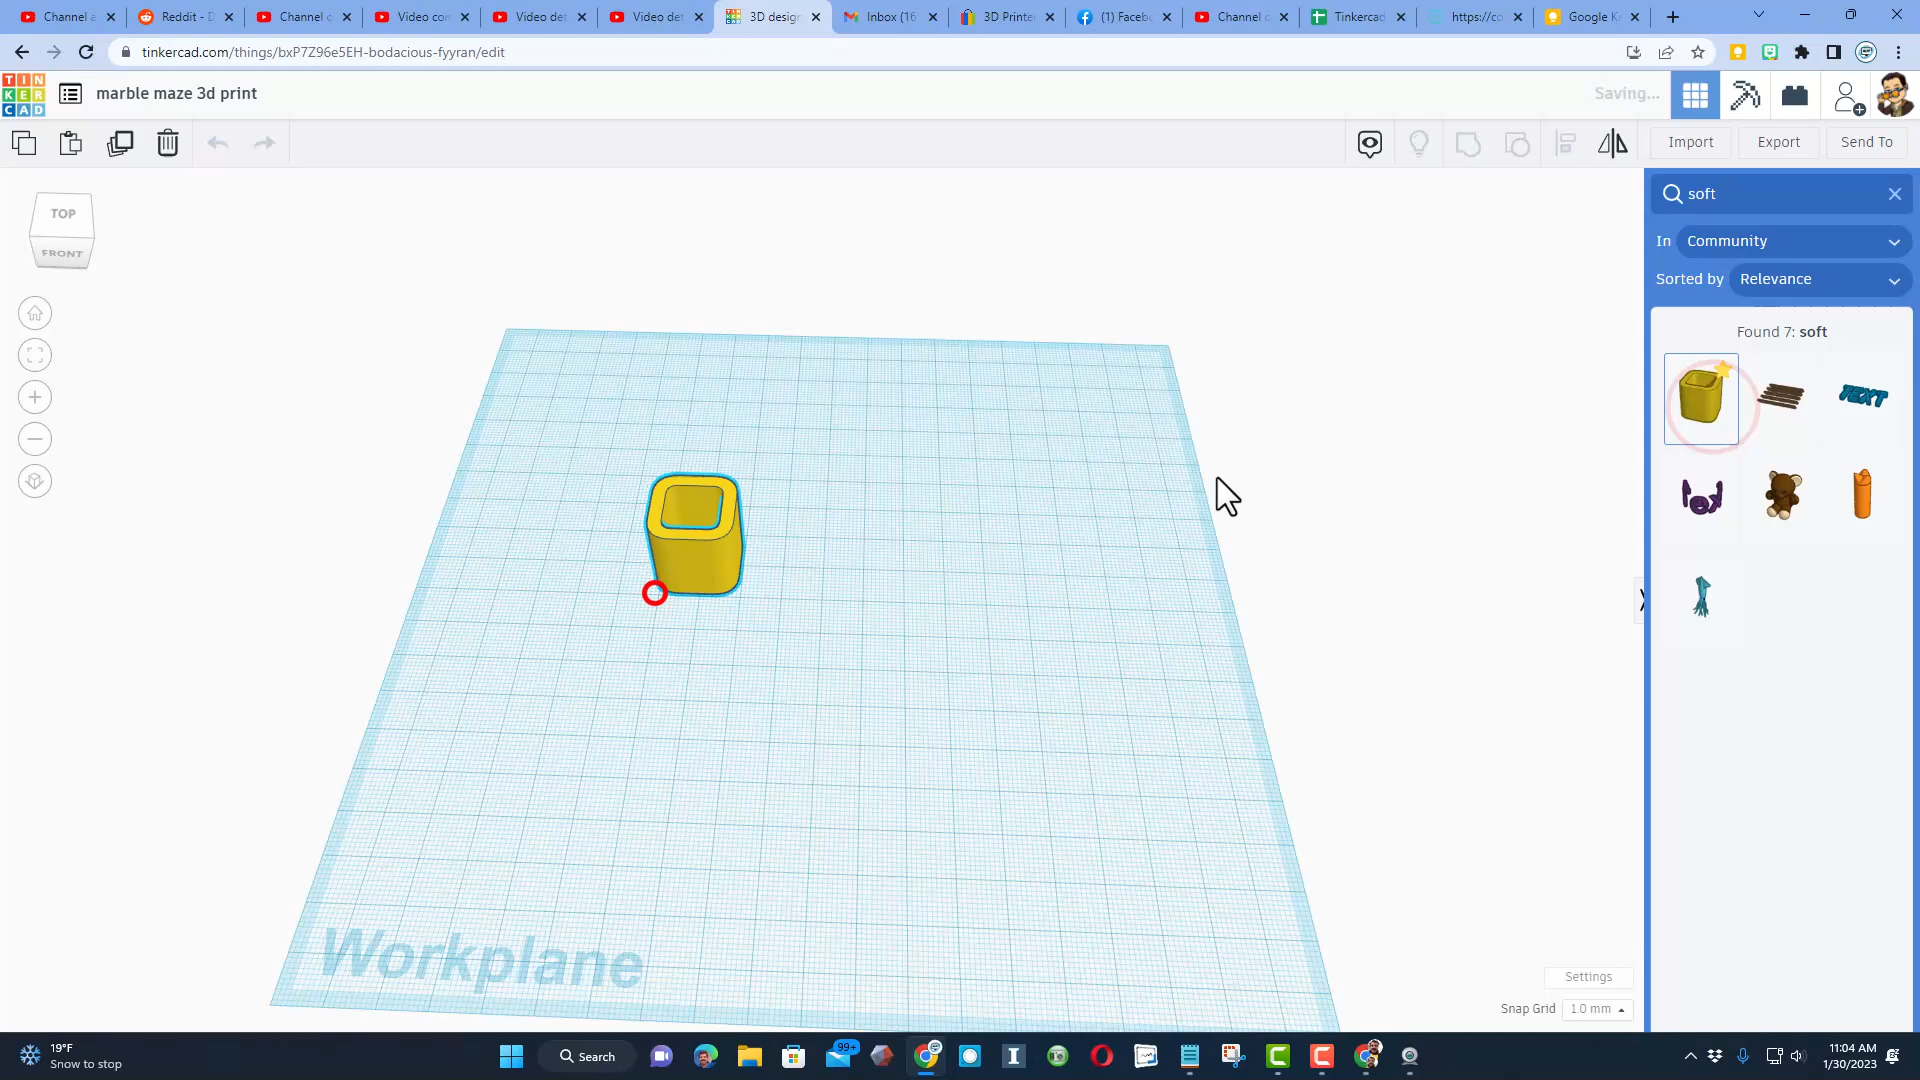 Channel a
Reddit - D
Channel c
Video con
Video det
Video det
3D design
Inbox (16
3D Printe
(1) Facebo
Channel c
Tinkercad
https://co
Google K
tinkercad.com/things/bxP7Z96e5EH-bodacious-fyyran/edit
TIN
KER
CAD
marble maze 3d print
Saving...
Import
Export
Send To
TOP
FRONT
soft
In Community
Sorted by Relevance
Found 7: soft
TEXT
Workplane
Settings
Snap Grid 1.0 mm
19°F
Snow to stop
Search
99+
11:04 AM
1/30/2023